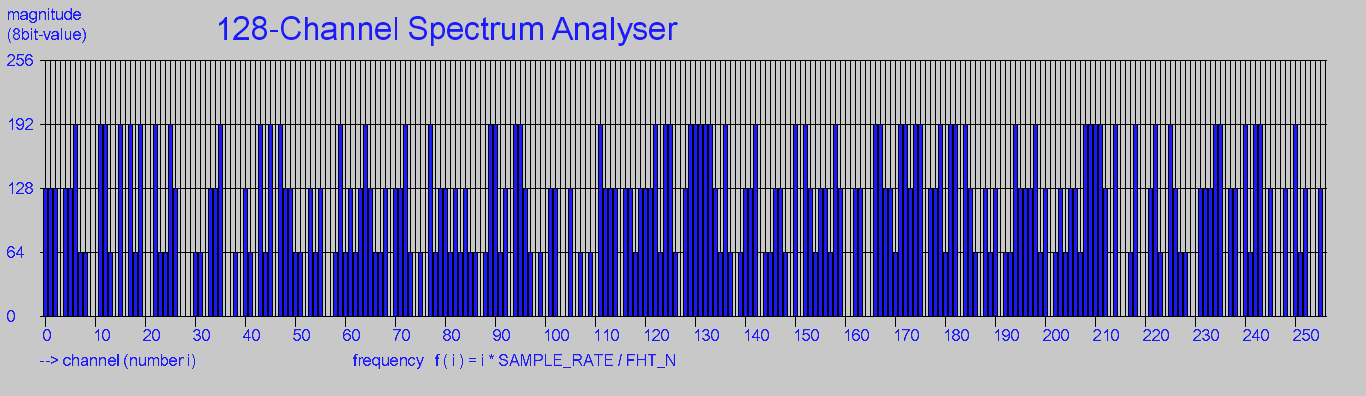 magnitude
(8bit-value)
128-Channel Spectrum Analyser
256
192
128
64
0
0 10 20 30 40 50 60 70 80 90 100 110 120 130 140 150 160 170 180 190 200 210 220 230 240 250
--> channel (number i)
frequency f ( i ) = i * SAMPLE_RATE / FHT_N